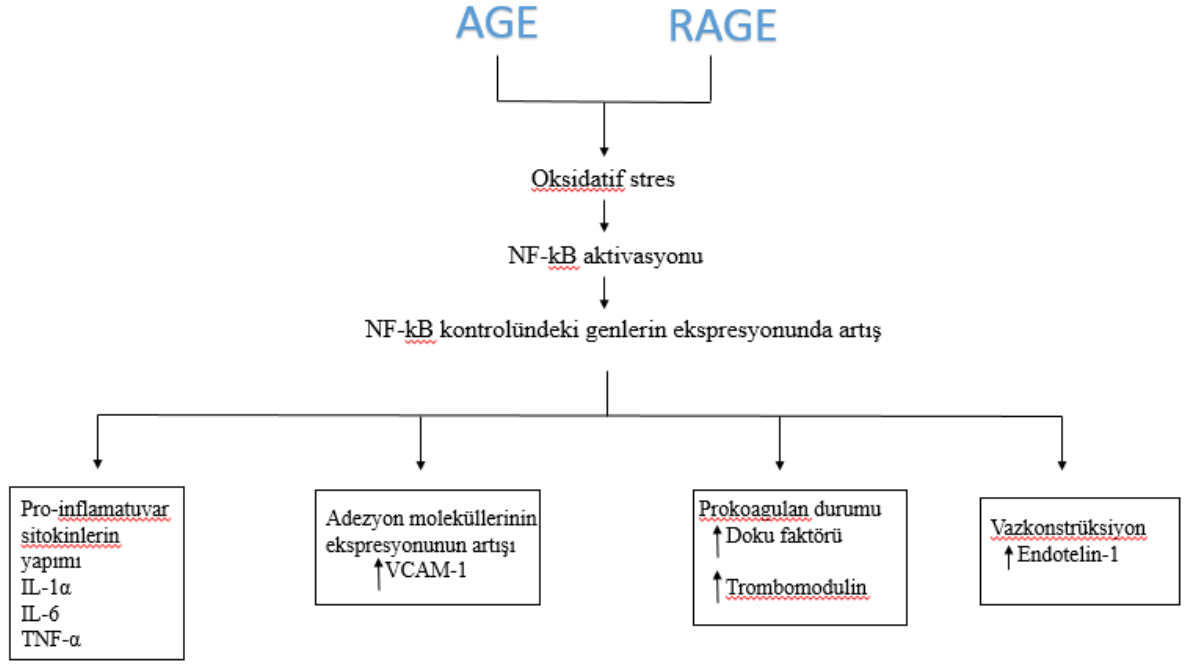 AGE
RAGE
Oksidatif stres
NF-kB aktivasyonu
NF-kB kontrolündeki genlerin ekspresyonunda artış
Pro-inflamatuvar
sitokinlerin
yapımı
IL-1α
IL-6
TNF-α
Adezyon moleküllerinin
ekspresyonunun artışı
VCAM-1
Prokoagulan durumu
Doku faktörü
Trombomodulin
Vazkonstrüksiyon
Endotelin-1